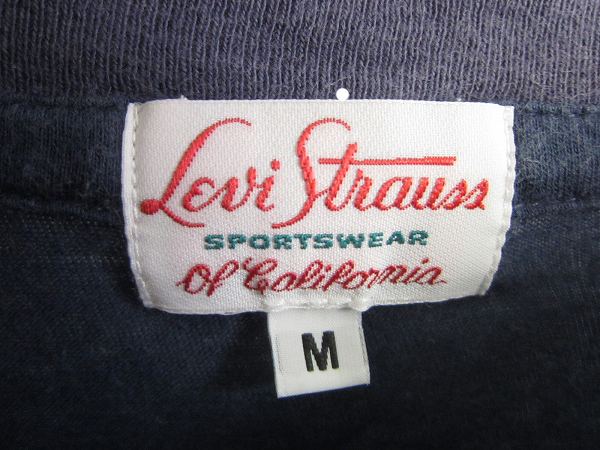 Levi Strauss
SPORTSWEAR
Of California
M